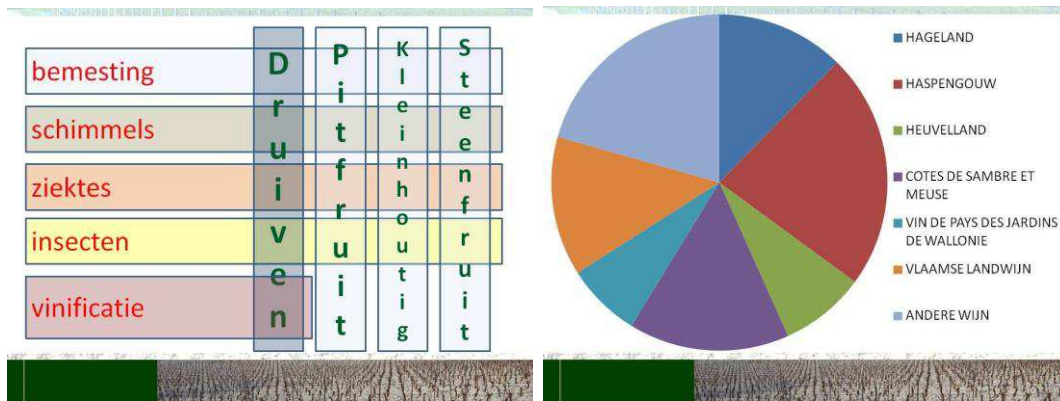 bemesting
schimmels
ziektes
insecten
vinificatie
Druiven
Pitfruit
Kleinhoutig
Steenfruit
HAGELAND
HASPENGOUW
HEUVELLAND
COTES DE SAMBRE ET
MEUSE
VIN DE PAYS DES JARDINS
DE WALLONIE
VLAAMSE LANDWIJN
ANDERE WIJN